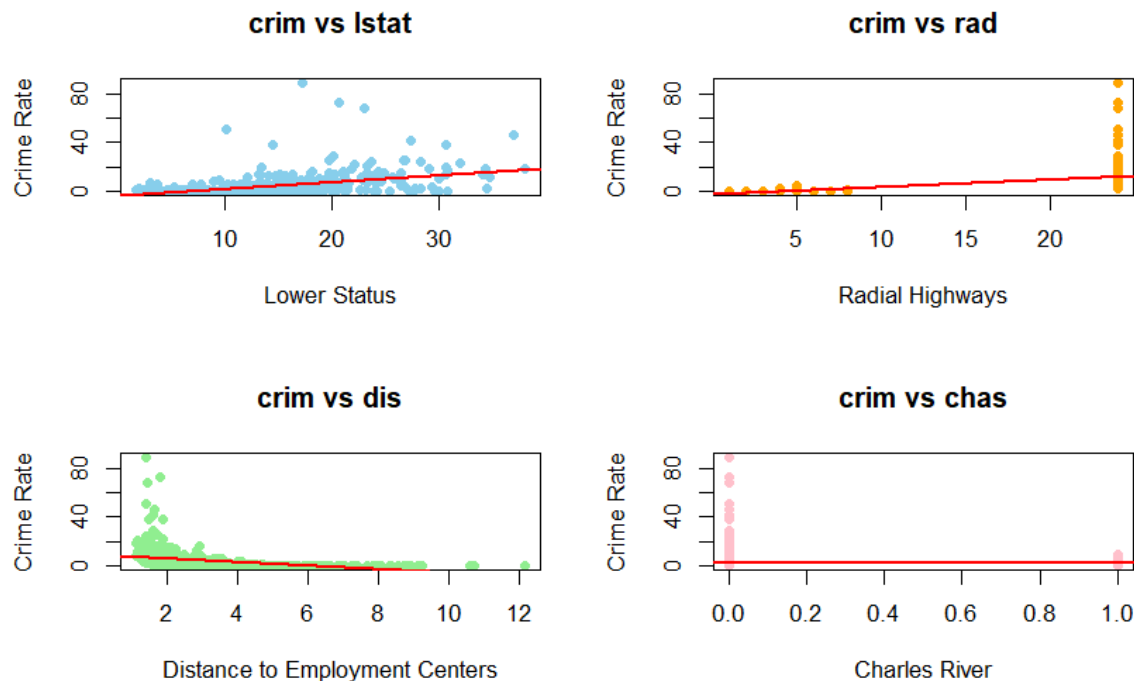 crim vs lstat
Crime Rate
0 40 80
10 20 30
Lower Status
crim vs rad
Crime Rate
0 40 80
5 10 15 20
Radial Highways
crim vs dis
Crime Rate
0 40 80
2 4 6 8 10 12
Distance to Employment Centers
crim vs chas
Crime Rate
0 40 80
0.0 0.2 0.4 0.6 0.8 1.0
Charles River